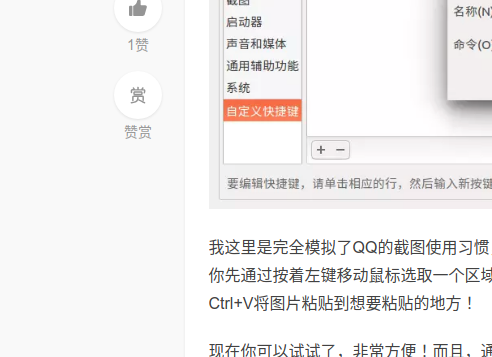 1赞
赏
赞赏
截图
启动器
声音和媒体
通用辅助功能
系统
自定义快捷键
名称(N)
命令(O)
+ −
要编辑快捷键，请单击相应的行，然后输入新按键
我这里是完全模拟了QQ的截图使用习惯
你先通过按着左键移动鼠标选取一个区域
Ctrl+V将图片粘贴到想要粘贴的地方！
现在你可以试试了，非常方便！而且，通